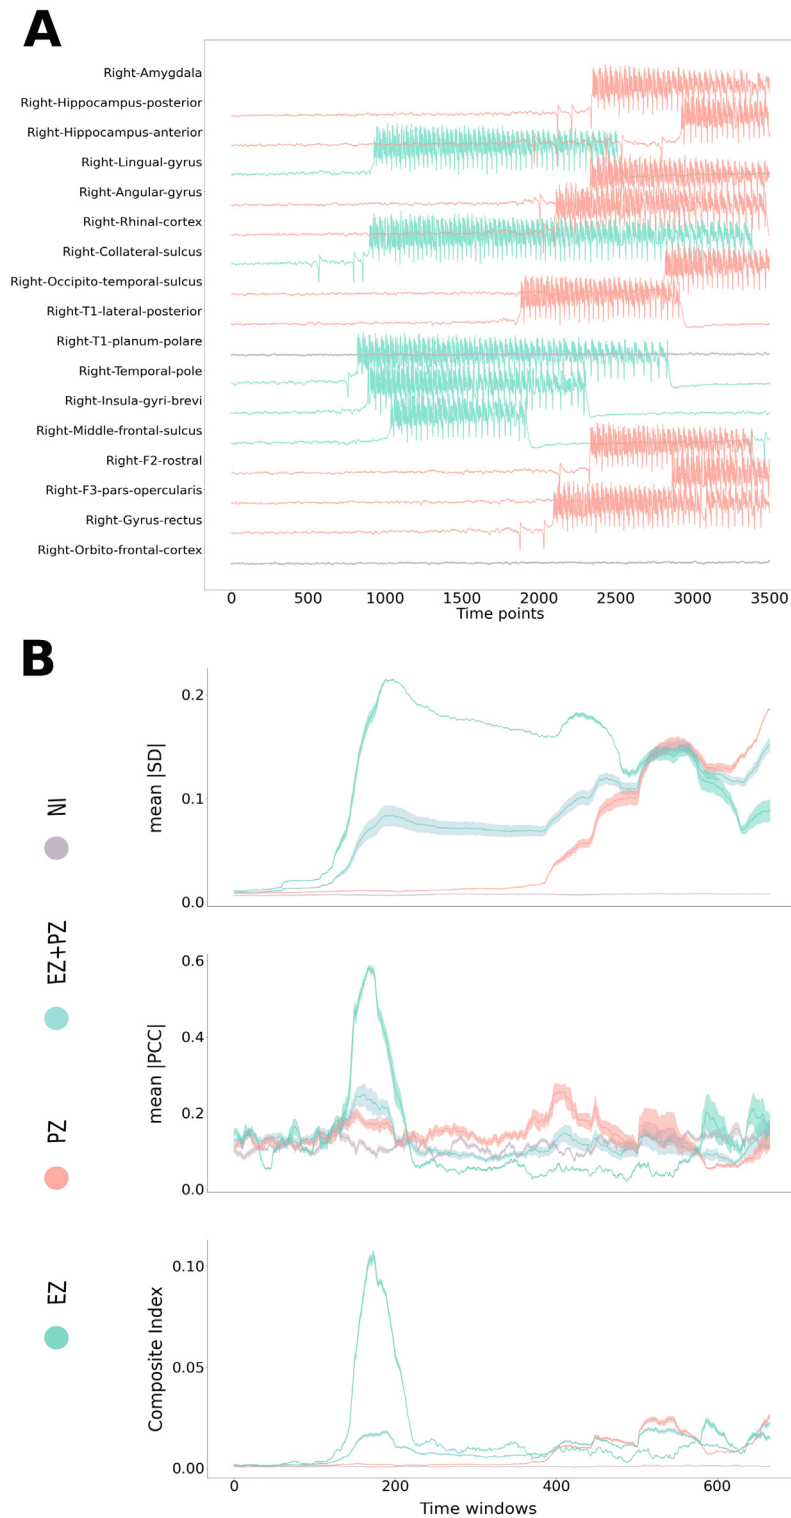 A
Right-Amygdala
Right-Hippocampus-posterior
Right-Hippocampus-anterior
Right-Lingual-gyrus
Right-Angular-gyrus
Right-Rhinal-cortex
Right-Collateral-sulcus
Right-Occipito-temporal-sulcus
Right-T1-lateral-posterior
Right-T1-planum-polare
Right-Temporal-pole
Right-Insula-gyri-brevi
Right-Middle-frontal-sulcus
Right-F2-rostral
Right-F3-pars-opercularis
Right-Gyrus-rectus
Right-Orbito-frontal-cortex
0 500 1000 1500 2000 2500 3000 3500
Time points
B
NI
EZ+PZ
PZ
EZ
mean |SD|
0.2
0.1
0.0
mean |PCC|
0.6
0.4
0.2
0.0
Composite Index
0.10
0.05
0.00
0 200 400 600
Time windows